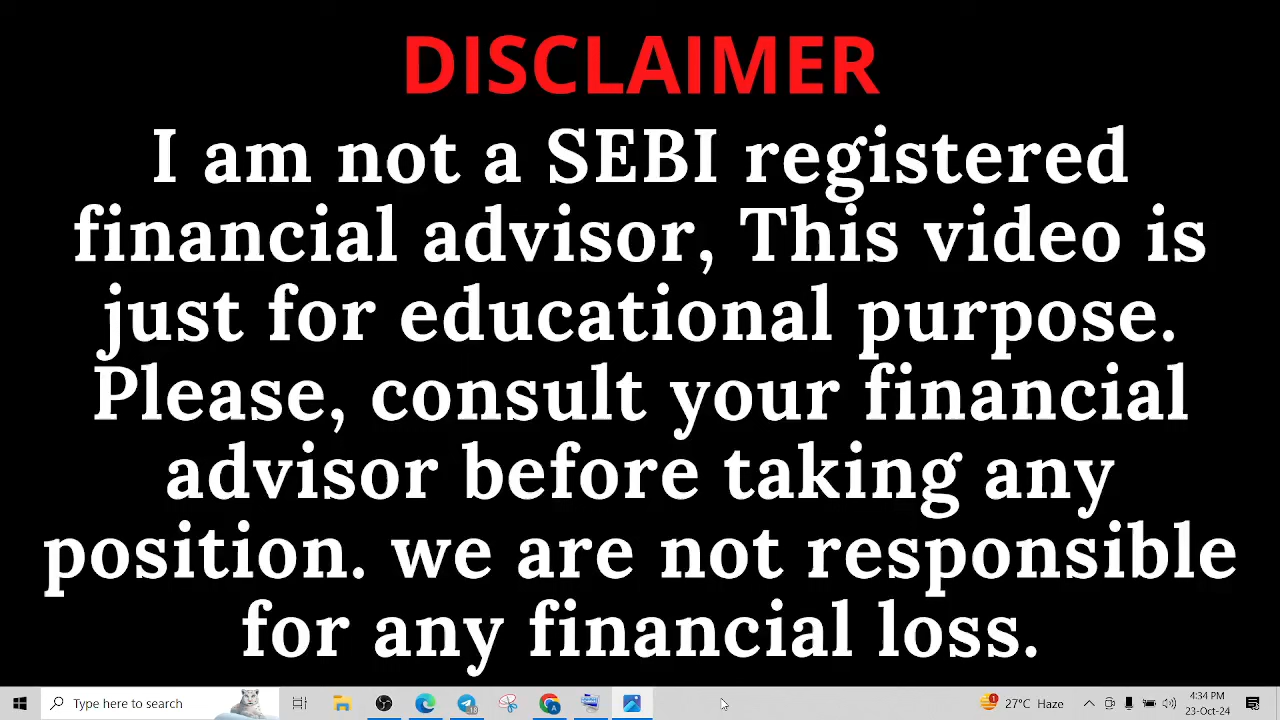 DISCLAIMER
I am not a SEBI registered
financial advisor, This video is
just for educational purpose.
Please, consult your financial
advisor before taking any
position. we are not responsible
for any financial loss.
Type here to search
27°C Haze
4:34 PM
23-Oct-24